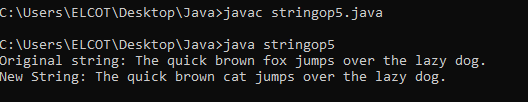 C:\Users\ELCOT\Desktop\Java>javac stringop5.java
C:\Users\ELCOT\Desktop\Java>java stringop5
Original string: The quick brown fox jumps over the lazy dog.
New String: The quick brown cat jumps over the lazy dog.